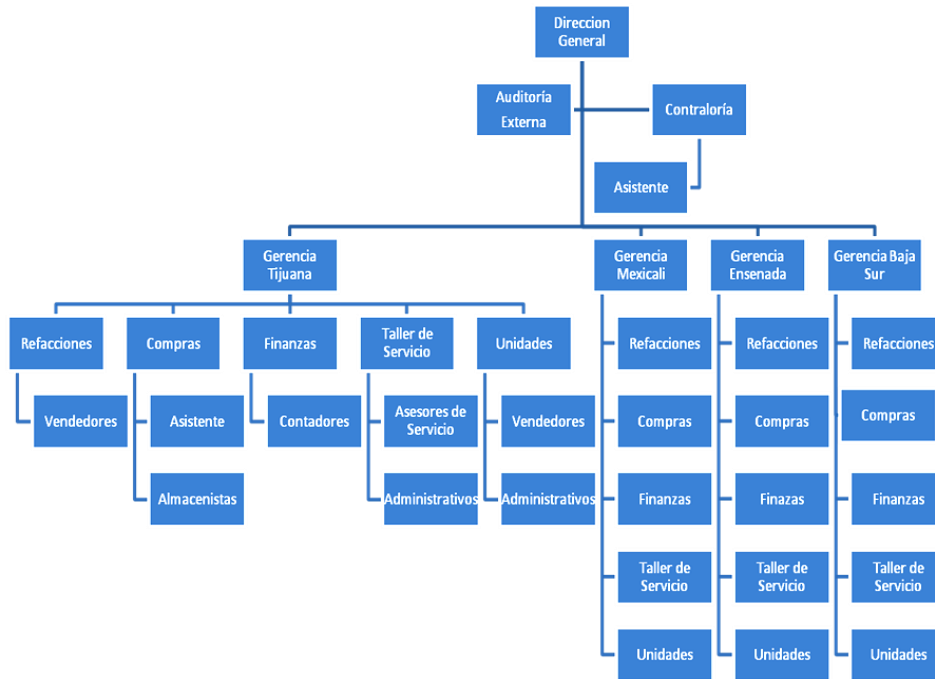 Direccion
General
Auditoría
Externa
Contraloría
Asistente
Gerencia
Tijuana
Gerencia
Mexicali
Gerencia
Ensenada
Gerencia Baja
Sur
Refacciones
Compras
Finanzas
Taller de
Servicio
Unidades
Vendedores
Asistente
Almacenistas
Contadores
Asesores de
Servicio
Administrativos
Vendedores
Administrativos
Refacciones
Compras
Finanzas
Taller de
Servicio
Unidades
Refacciones
Compras
Finazas
Taller de
Servicio
Unidades
Refacciones
Compras
Finanzas
Taller de
Servicio
Unidades